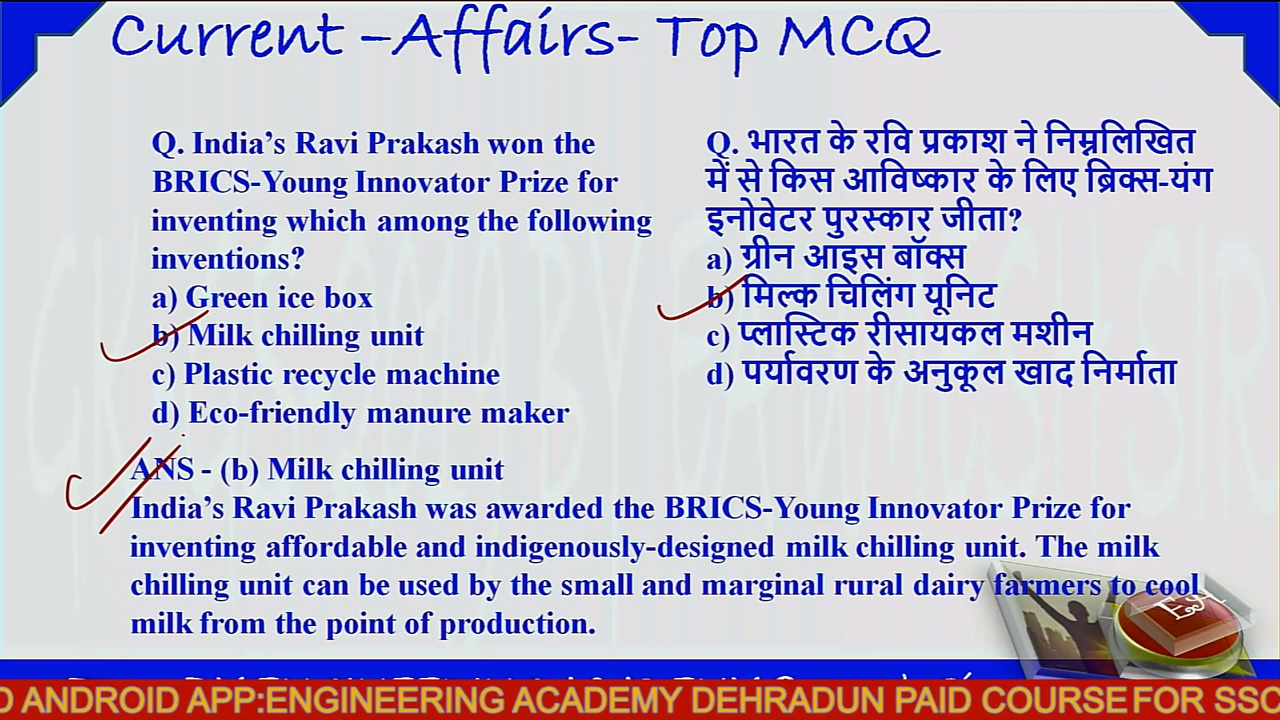 Current -Affairs- Top MCQ
Q. India's Ravi Prakash won the
BRICS-Young Innovator Prize for
inventing which among the following
inventions?
a) Green ice box
b) Milk chilling unit
c) Plastic recycle machine
d) Eco-friendly manure maker
Q. भारत के रवि प्रकाश ने निम्नलिखित
में से किस आविष्कार के लिए ब्रिक्स-यंग
इनोवेटर पुरस्कार जीता?
a) ग्रीन आइस बॉक्स
b) मिल्क चिलिंग यूनिट
c) प्लास्टिक रीसायकल मशीन
d) पर्यावरण के अनुकूल खाद निर्माता
ANS - (b) Milk chilling unit
India's Ravi Prakash was awarded the BRICS-Young Innovator Prize for
inventing affordable and indigenously-designed milk chilling unit. The milk
chilling unit can be used by the small and marginal rural dairy farmers to cool
milk from the point of production.
ANDROID APP:ENGINEERING ACADEMY DEHRADUN PAID COURSE FOR SSC